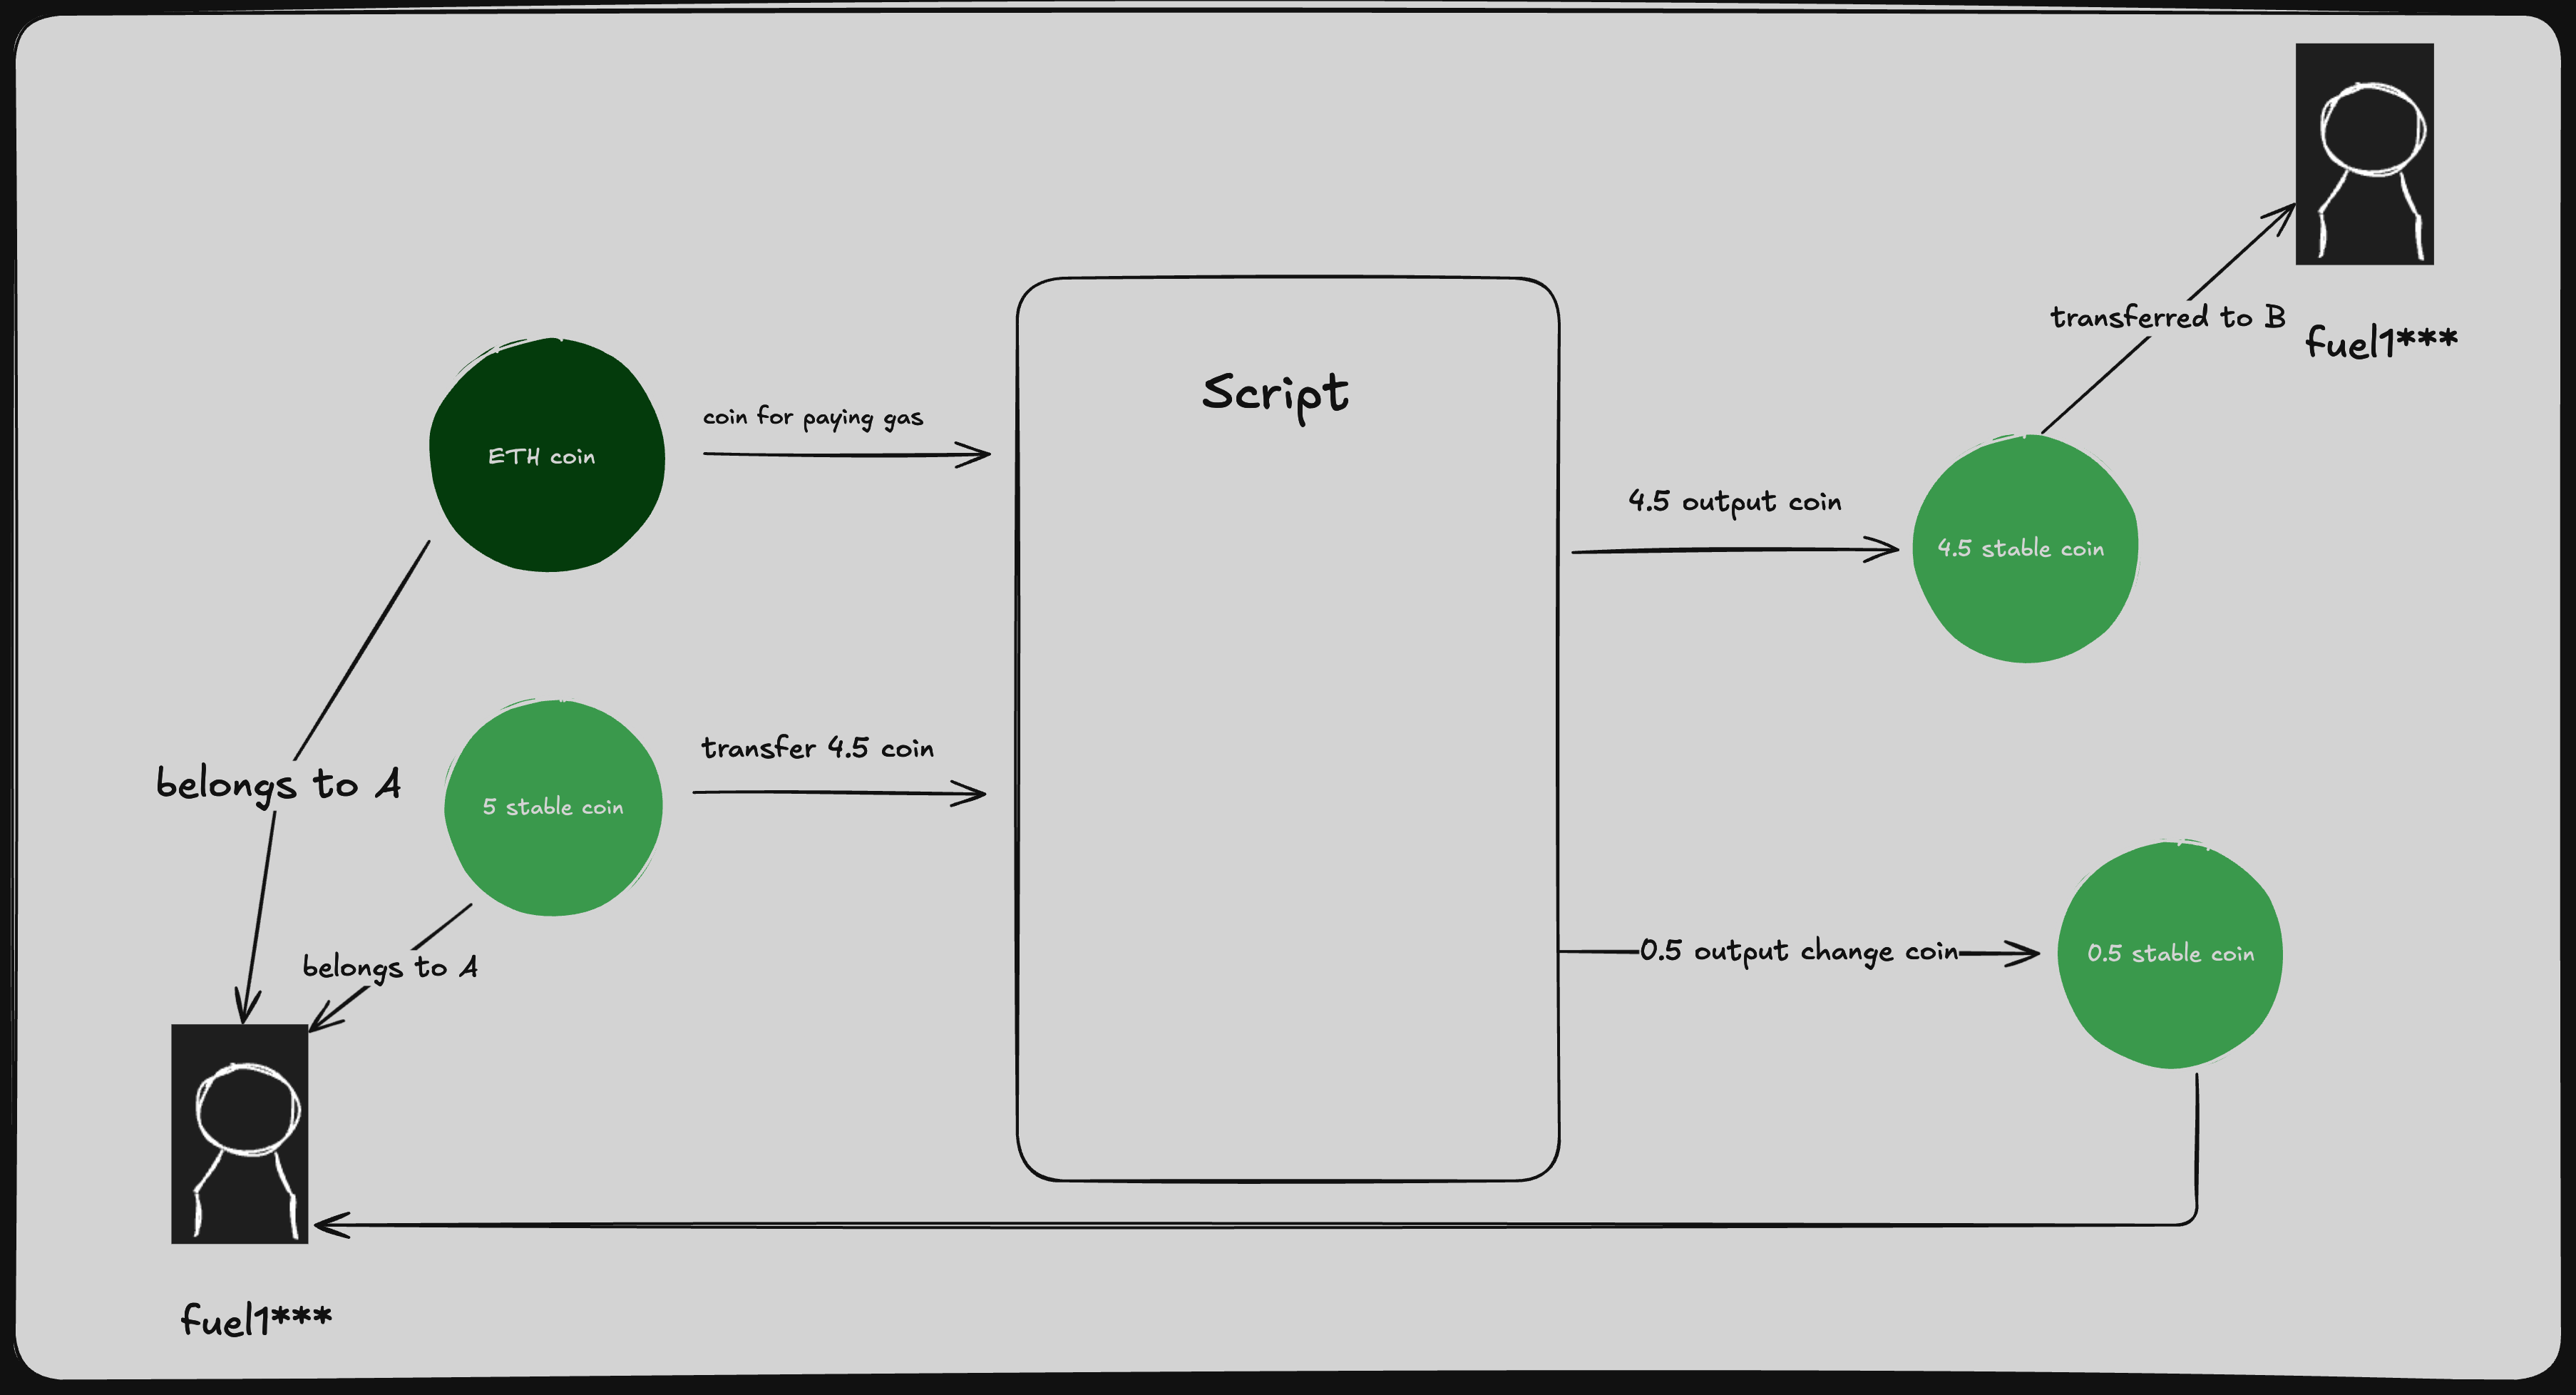 transferred to B
fuel1***
Script
coin for paying gas
ETH coin
4.5 output coin
4.5 stable coin
transfer 4.5 coin
belongs to A
5 stable coin
0.5 output change coin
0.5 stable coin
belongs to A
fuel1***